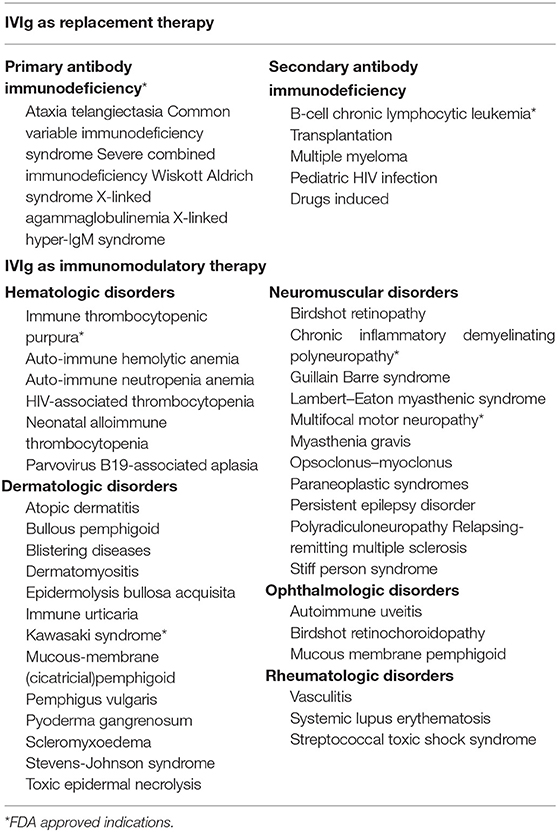 IVIg as replacement therapy
Primary antibody
immunodeficiency*
Ataxia telangiectasia Common
variable immunodeficiency
syndrome Severe combined
immunodeficiency Wiskott Aldrich
syndrome X-linked
agammaglobulinemia X-linked
hyper-IgM syndrome
Secondary antibody
immunodeficiency
B-cell chronic lymphocytic leukemia*
Transplantation
Multiple myeloma
Pediatric HIV infection
Drugs induced
IVIg as immunomodulatory therapy
Hematologic disorders
Immune thrombocytopenic
purpura*
Auto-immune hemolytic anemia
Auto-immune neutropenia anemia
HIV-associated thrombocytopenia
Neonatal alloimmune
thrombocytopenia
Parvovirus B19-associated aplasia
Dermatologic disorders
Atopic dermatitis
Bullous pemphigoid
Blistering diseases
Dermatomyositis
Epidermolysis bullosa acquisita
Immune urticaria
Kawasaki syndrome*
Mucous-membrane
(cicatricial)pemphigoid
Pemphigus vulgaris
Pyoderma gangrenosum
Scleromyxoedema
Stevens-Johnson syndrome
Toxic epidermal necrolysis
Neuromuscular disorders
Birdshot retinopathy
Chronic inflammatory demyelinating
polyneuropathy*
Guillain Barre syndrome
Lambert–Eaton myasthenic syndrome
Multifocal motor neuropathy*
Myasthenia gravis
Opsoclonus–myoclonus
Paraneoplastic syndromes
Persistent epilepsy disorder
Polyradiculoneuropathy Relapsing-
remitting multiple sclerosis
Stiff person syndrome
Ophthalmologic disorders
Autoimmune uveitis
Birdshot retinochoroidopathy
Mucous membrane pemphigoid
Rheumatologic disorders
Vasculitis
Systemic lupus erythematosis
Streptococcal toxic shock syndrome
*FDA approved indications.